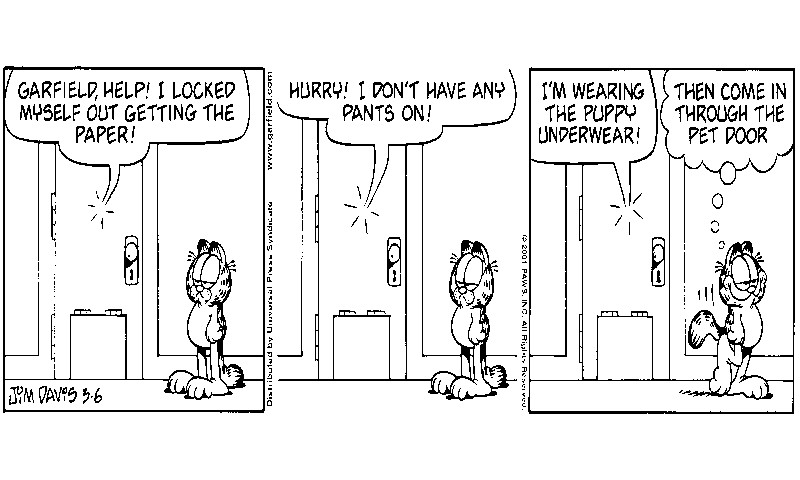 GARFIELD, HELP! I LOCKED
MYSELF OUT GETTING THE
PAPER!
JIM DAVIS 3-6
www.garfield.com
Distributed by Universal Press Syndicate
HURRY! I DON'T HAVE ANY
PANTS ON!
© 2001 PAWS, INC. All Rights Reserved.
I'M WEARING
THE PUPPY
UNDERWEAR!
THEN COME IN
THROUGH THE
PET DOOR